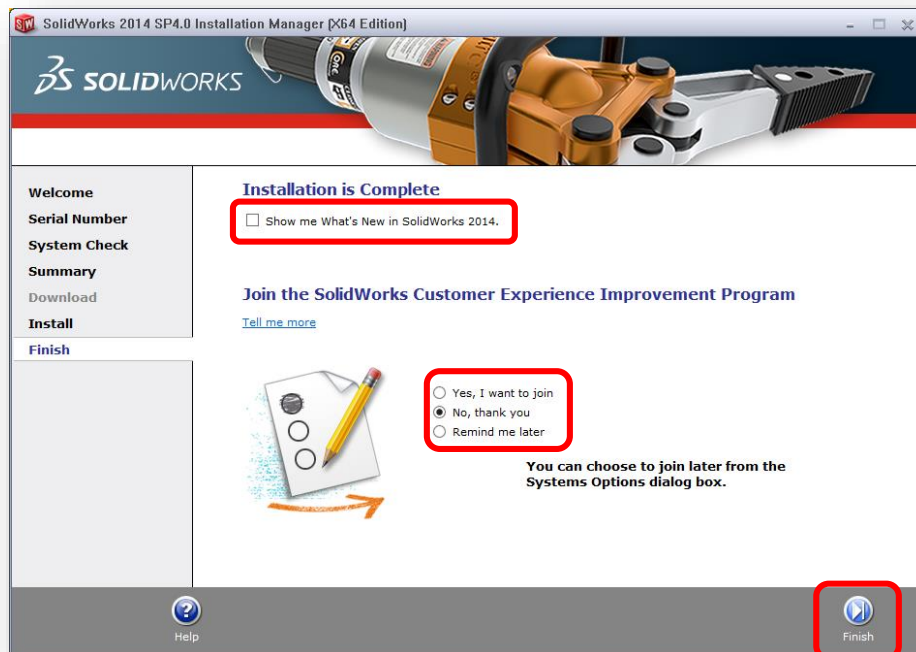 SolidWorks 2014 SP4.0 Installation Manager (X64 Edition)
SOLIDWORKS
Welcome
Serial Number
System Check
Summary
Download
Install
Finish
Installation is Complete
Show me What's New in SolidWorks 2014.
Join the SolidWorks Customer Experience Improvement Program
Tell me more
Yes, I want to join
No, thank you
Remind me later
You can choose to join later from the
Systems Options dialog box.
Help
Finish